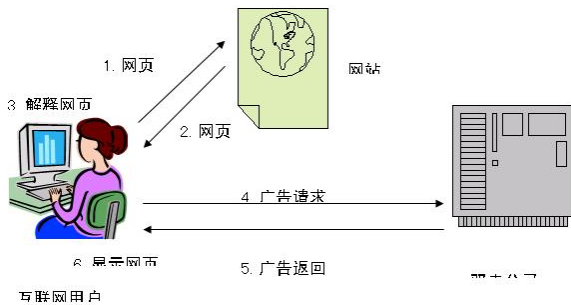 1. 网页
网站
3. 解释网页
2. 网页
4. 广告请求
6. 显示网页
5. 广告返回
互联网用户